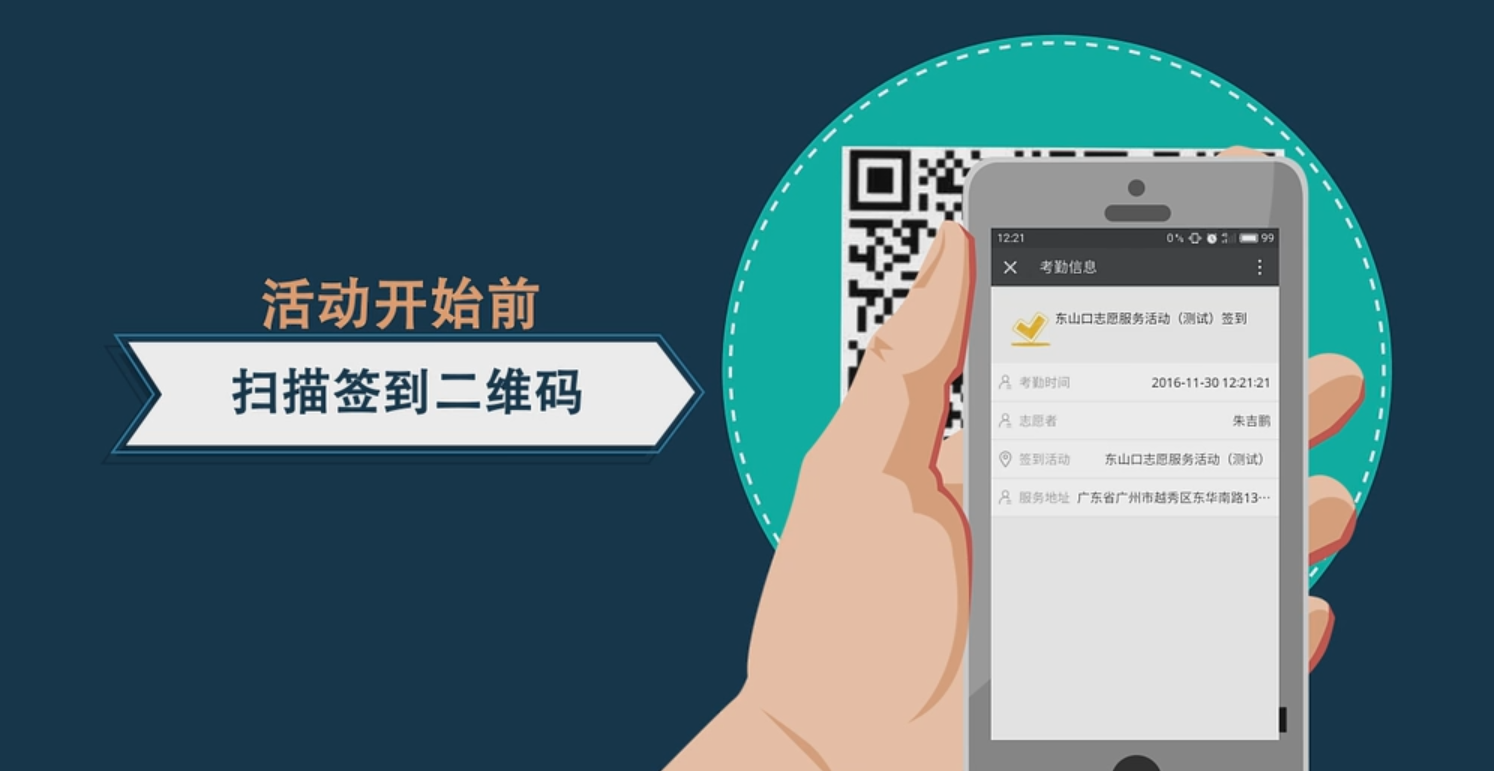 活动开始前
扫描签到二维码
12:21 0% 99
考勤信息
东山口志愿服务活动（测试）签到
考勤时间 2016-11-30 12:21:21
志愿者 朱吉鹏
签到活动 东山口志愿服务活动（测试）
服务地址 广东省广州市越秀区东华南路13…